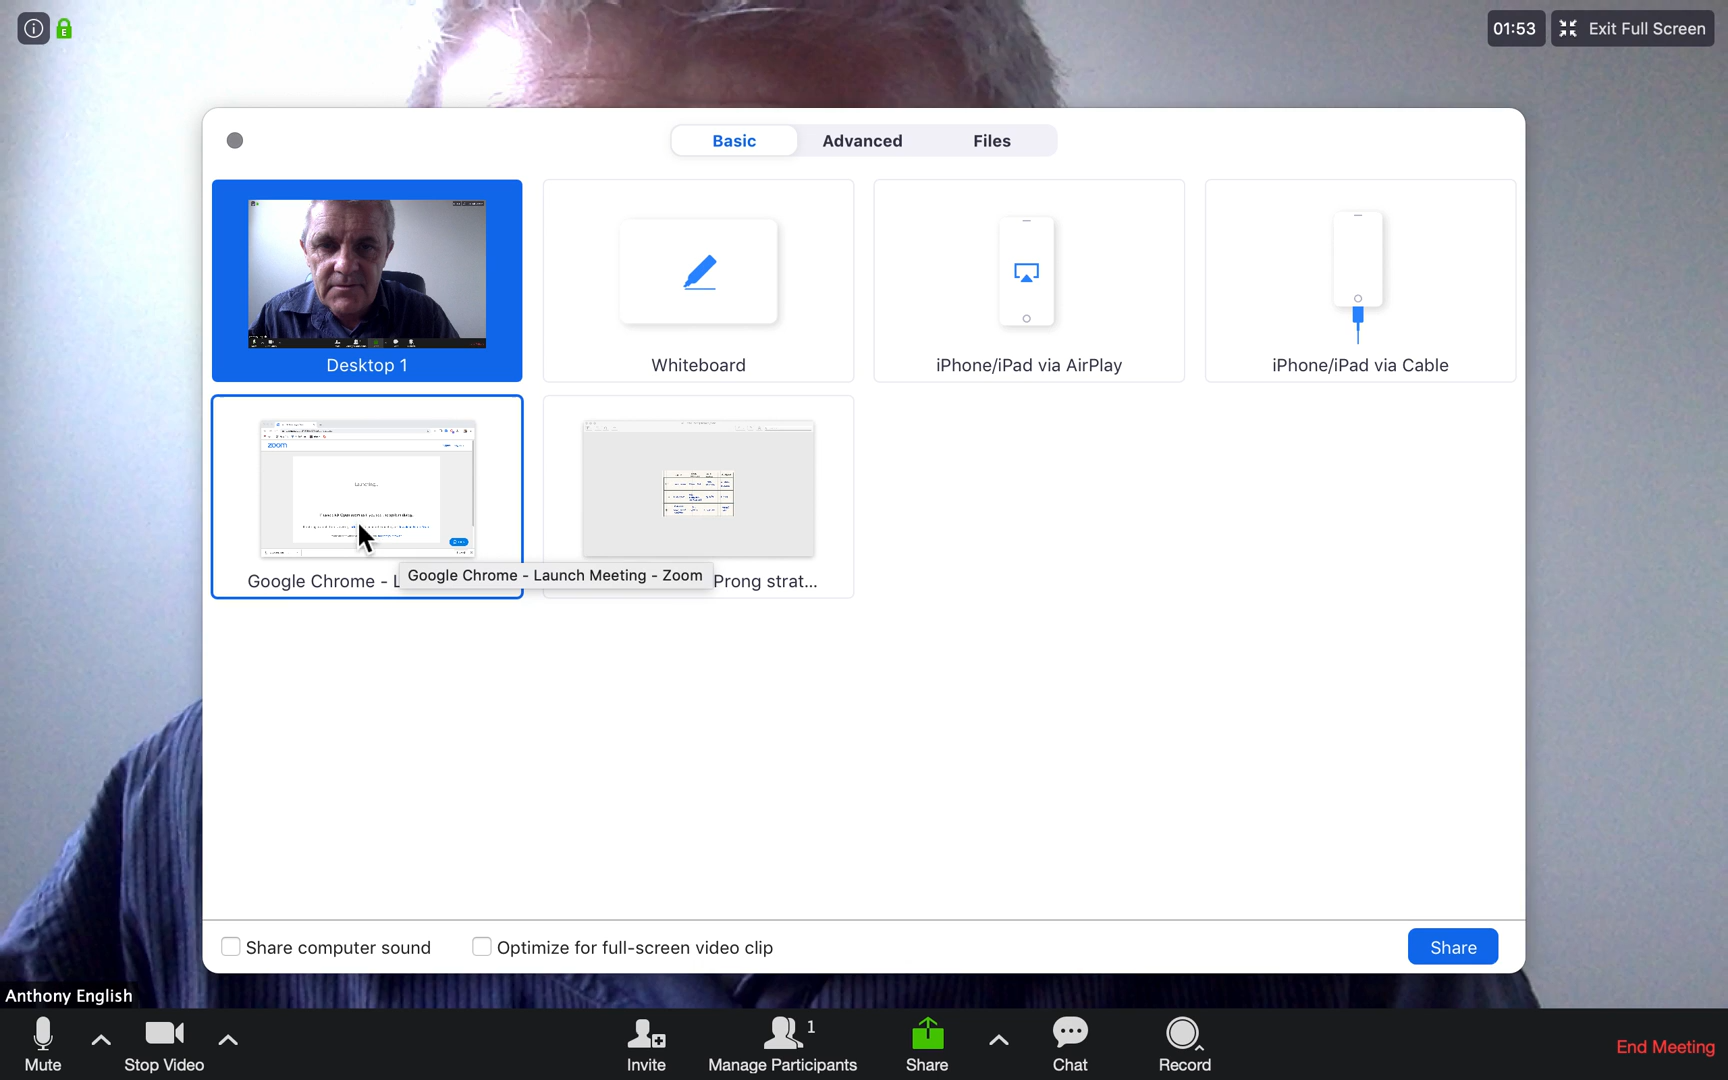 01:53
Exit Full Screen
Basic
Advanced
Files
Desktop 1
Whiteboard
iPhone/iPad via AirPlay
iPhone/iPad via Cable
zoom
Launching...
Google Chrome - L
Google Chrome - Launch Meeting - Zoom
Prong strat...
Share computer sound
Optimize for full-screen video clip
Share
Anthony English
Mute
Stop Video
Invite
1
Manage Participants
Share
Chat
Record
End Meeting